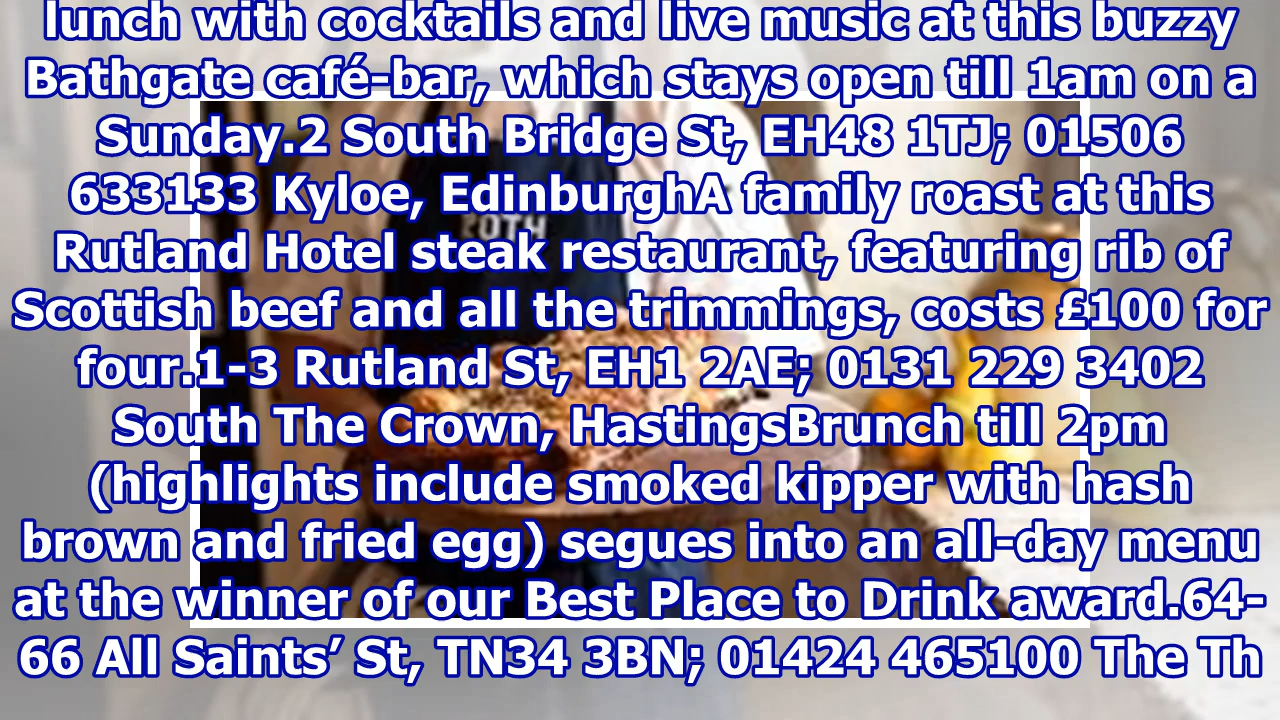 lunch with cocktails and live music at this buzzy
Bathgate café-bar, which stays open till 1am on a
Sunday.2 South Bridge St, EH48 1TJ; 01506
633133 Kyloe, EdinburghA family roast at this
Rutland Hotel steak restaurant, featuring rib of
Scottish beef and all the trimmings, costs £100 for
four.1-3 Rutland St, EH1 2AE; 0131 229 3402
South The Crown, HastingsBrunch till 2pm
(highlights include smoked kipper with hash
brown and fried egg) segues into an all-day menu
at the winner of our Best Place to Drink award.64-
66 All Saints’ St, TN34 3BN; 01424 465100 The Th